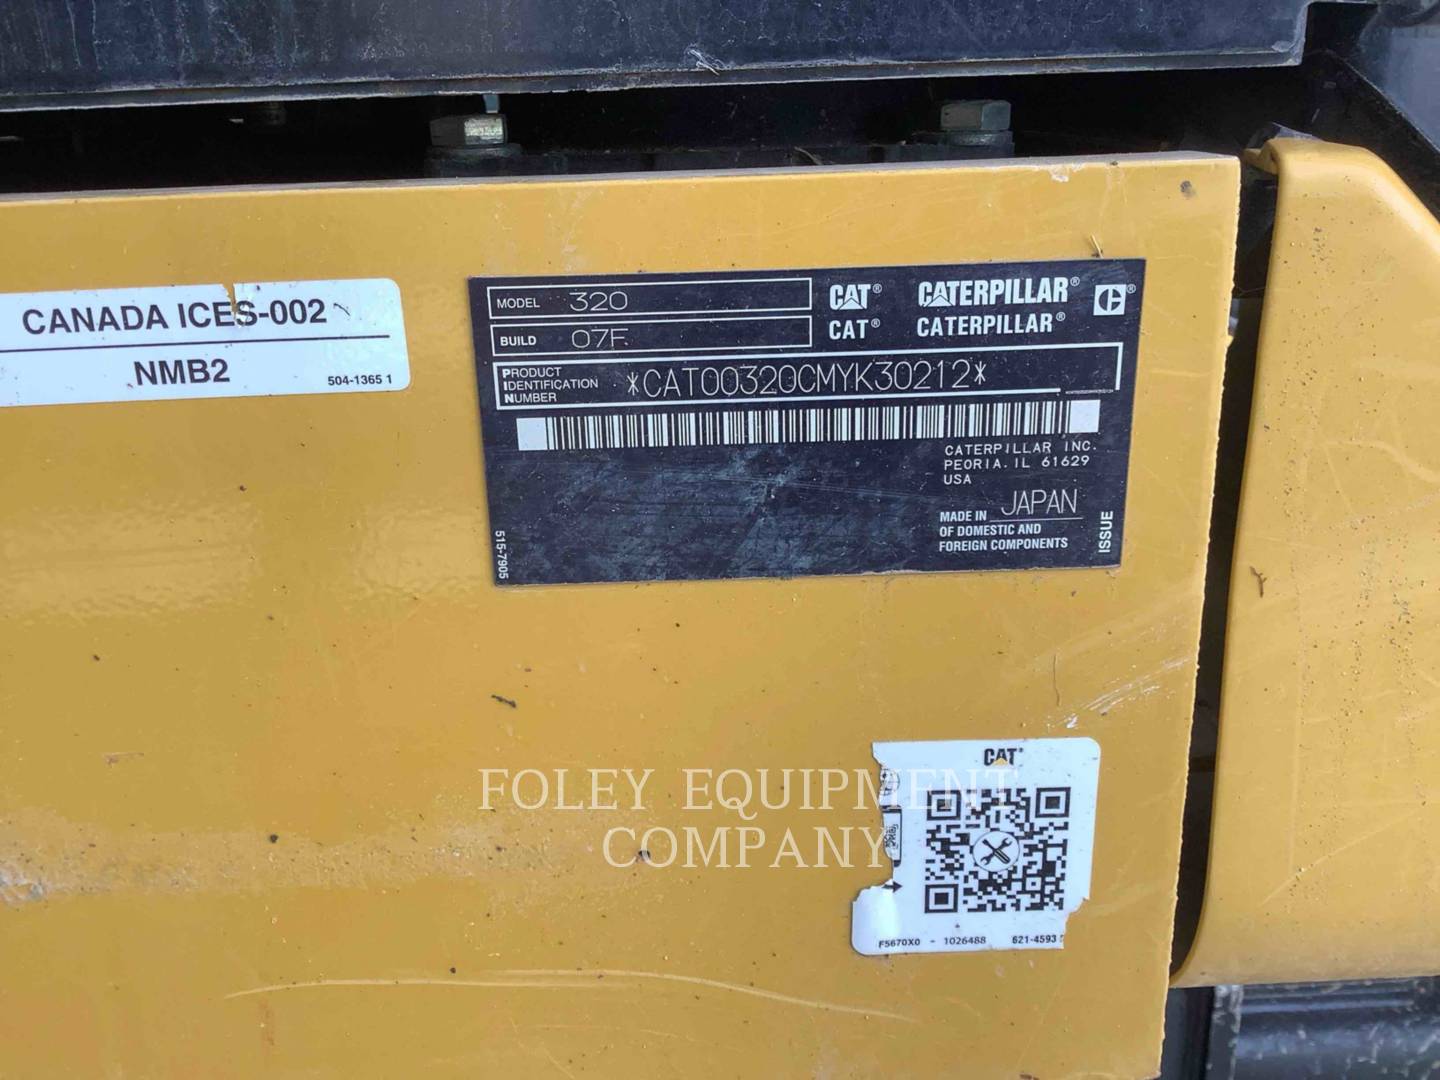 CANADA ICES-002
NMB2
504-1365 1
MODEL 320
BUILD 07F
PRODUCT
IDENTIFICATION
NUMBER
*CAT00320CMYK30212*
CAT® CATERPILLAR®
CAT® CATERPILLAR®
CATERPILLAR INC.
PEORIA. IL 61629
USA
MADE IN JAPAN
OF DOMESTIC AND
FOREIGN COMPONENTS
ISSUE
515-7905
CAT
F5670X0 - 1026488 621-4593
FOLEY EQUIPMENT
COMPANY